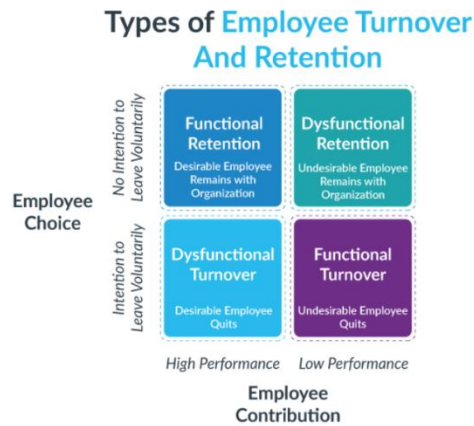 Types of Employee Turnover
And Retention
No Intention to
Leave Voluntarily
Functional
Retention
Desirable Employee
Remains with
Organization
Dysfunctional
Retention
Undesirable Employee
Remains with
Organization
Employee
Choice
Intention to
Leave Voluntarily
Dysfunctional
Turnover
Desirable Employee
Quits
Functional
Turnover
Undesirable Employee
Quits
High Performance
Low Performance
Employee
Contribution